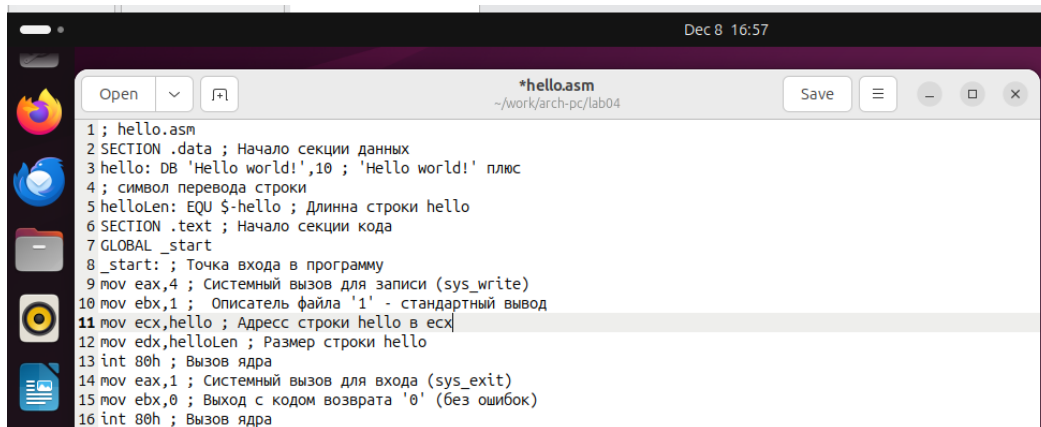 Dec 8 16:57
Open
*hello.asm
~/work/arch-pc/lab04
Save
1 ; hello.asm
2 SECTION .data ; Начало секции данных
3 hello: DB 'Hello world!',10 ; 'Hello world!' плюс
4 ; символ перевода строки
5 helloLen: EQU $-hello ; Длинна строки hello
6 SECTION .text ; Начало секции кода
7 GLOBAL _start
8 _start: ; Точка входа в программу
9 mov eax,4 ; Системный вызов для записи (sys_write)
10 mov ebx,1 ;  Описатель файла '1' - стандартный вывод
11 mov ecx,hello ; Адресс строки hello в ecx
12 mov edx,helloLen ; Размер строки hello
13 int 80h ; Вызов ядра
14 mov eax,1 ; Системный вызов для входа (sys_exit)
15 mov ebx,0 ; Выход с кодом возврата '0' (без ошибок)
16 int 80h ; Вызов ядра